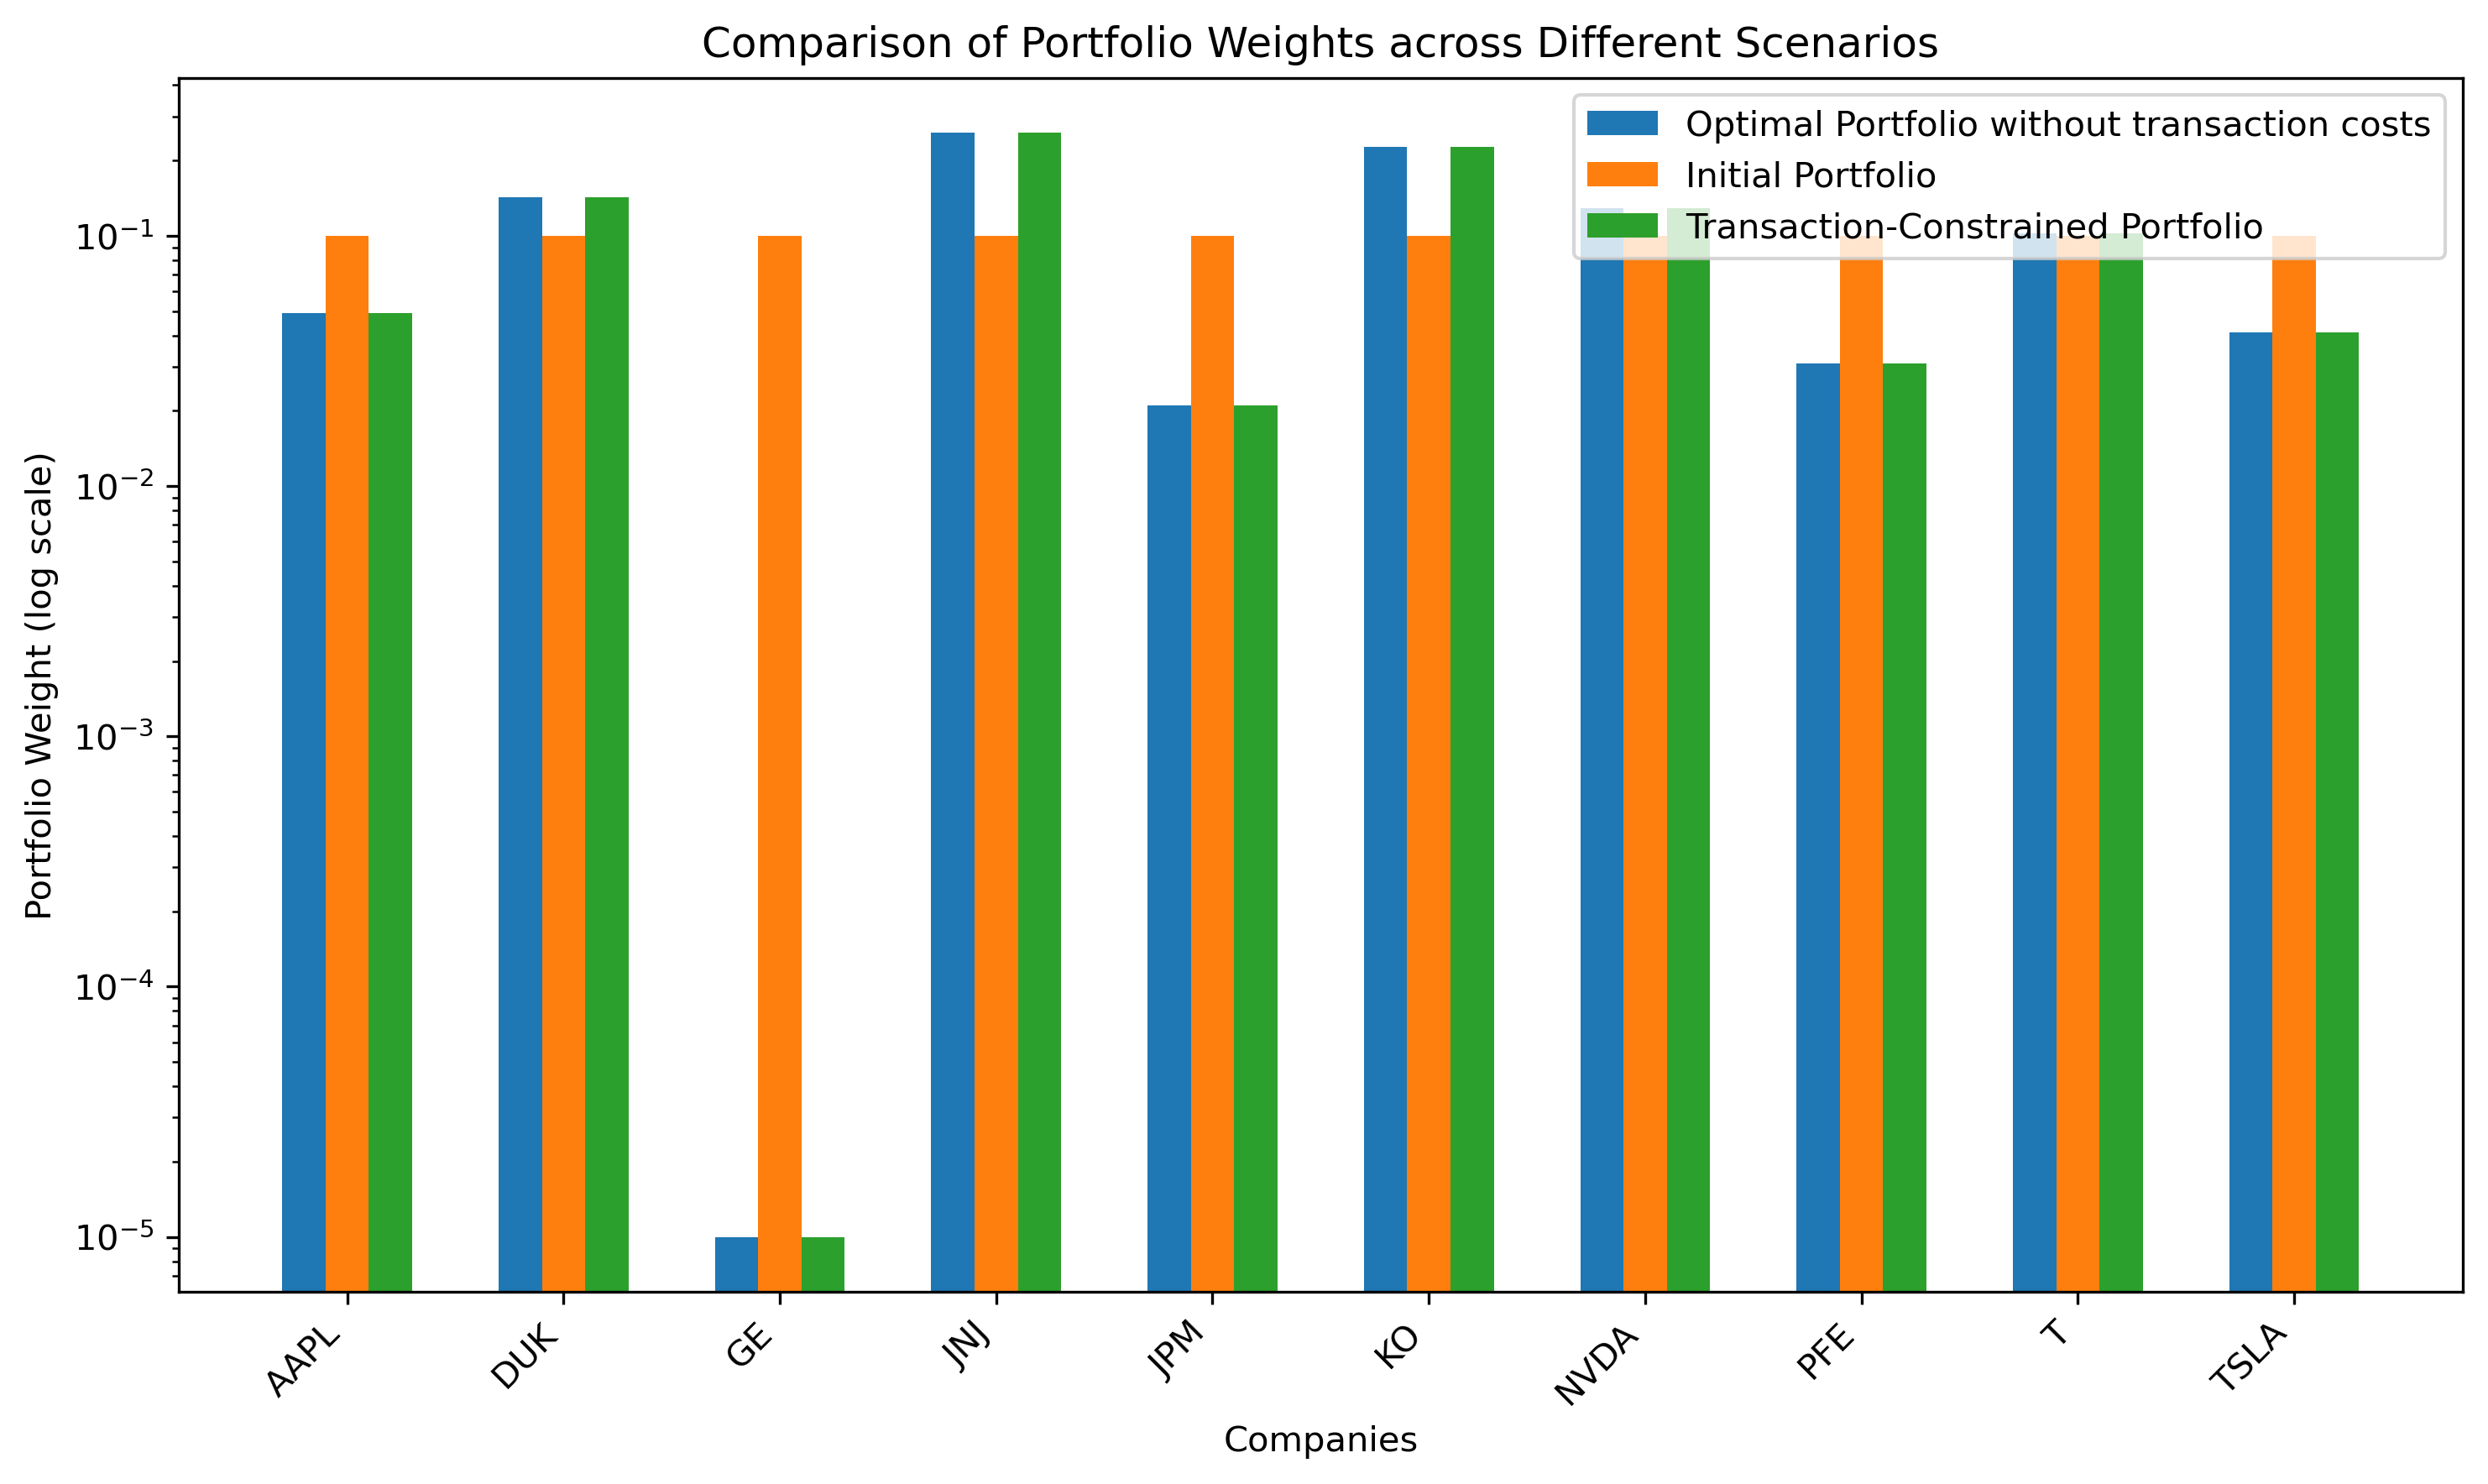 Comparison of Portfolio Weights across Different Scenarios
Optimal Portfolio without transaction costs
Initial Portfolio
Transaction-Constrained Portfolio
Portfolio Weight (log scale)
10⁻¹
10⁻²
10⁻³
10⁻⁴
10⁻⁵
AAPL
DUK
GE
JNJ
JPM
KO
NVDA
PFE
T
TSLA
Companies